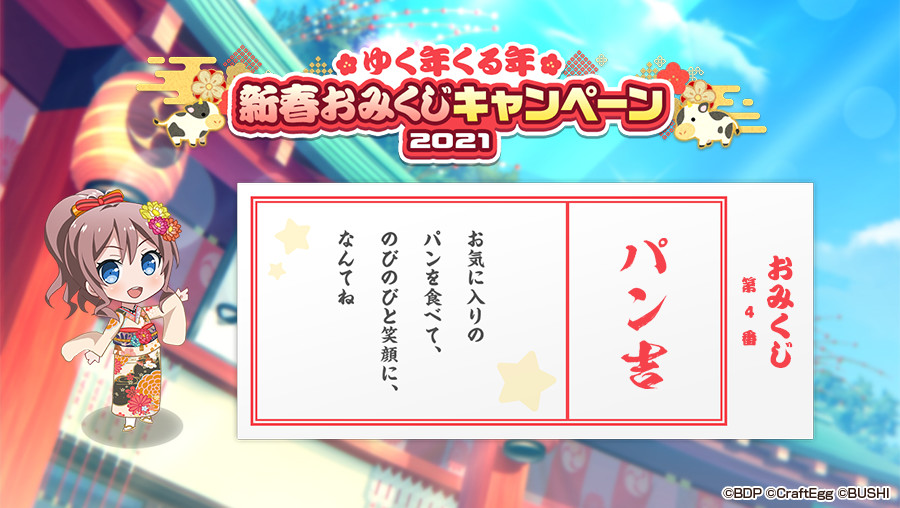 ゆく年くる年
新春おみくじキャンペーン
2021
おみくじ
第4番
パン吉
お気に入りの
パンを食べて、
のびのびと笑顔に、
なんてね
©BDP ©CraftEgg ©BUSHI